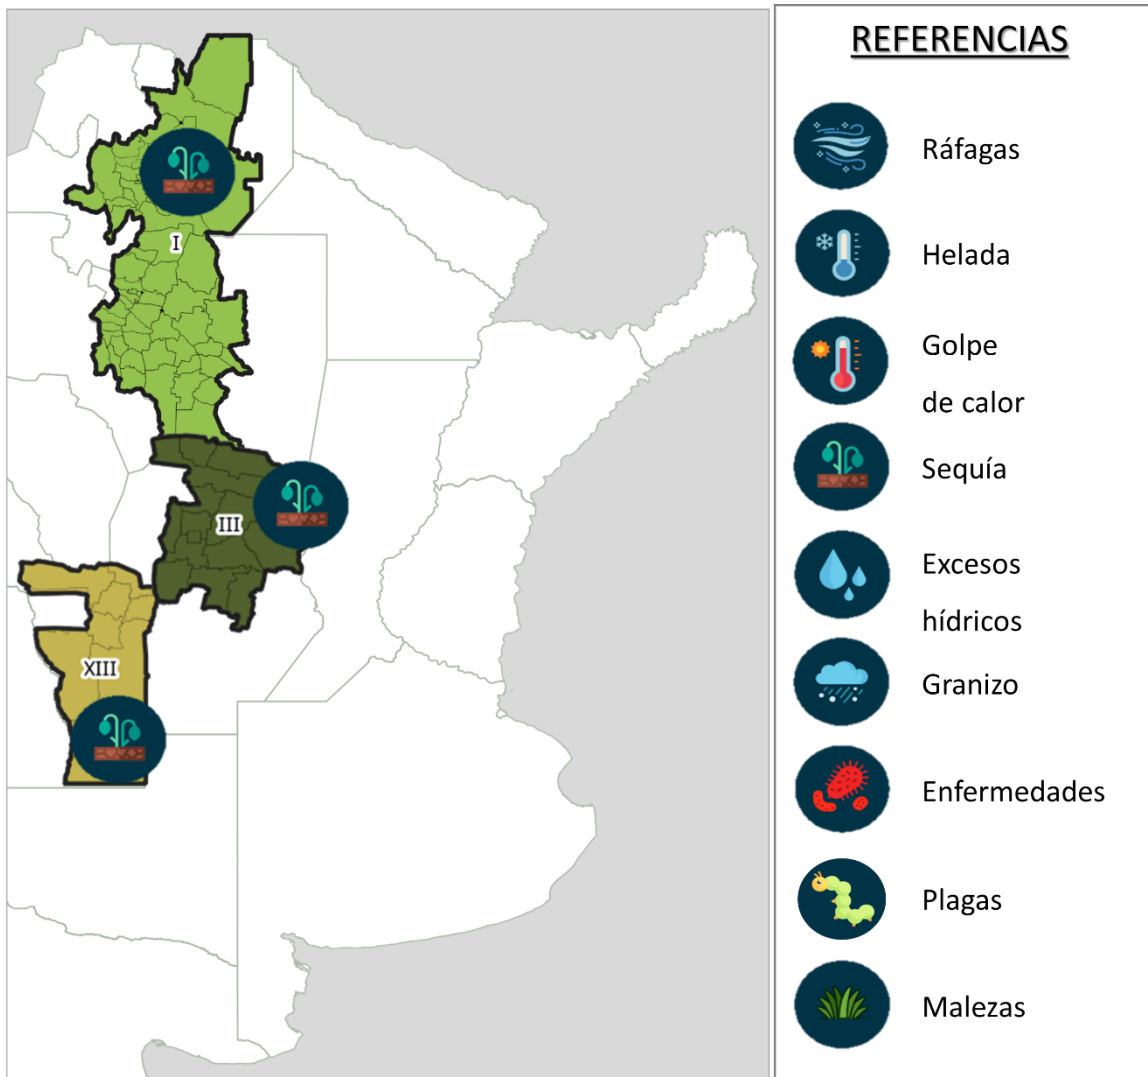 REFERENCIAS
Ráfagas
Helada
Golpe
de calor
Sequía
Excesos
hídricos
Granizo
Enfermedades
Plagas
Malezas
I
III
XIII